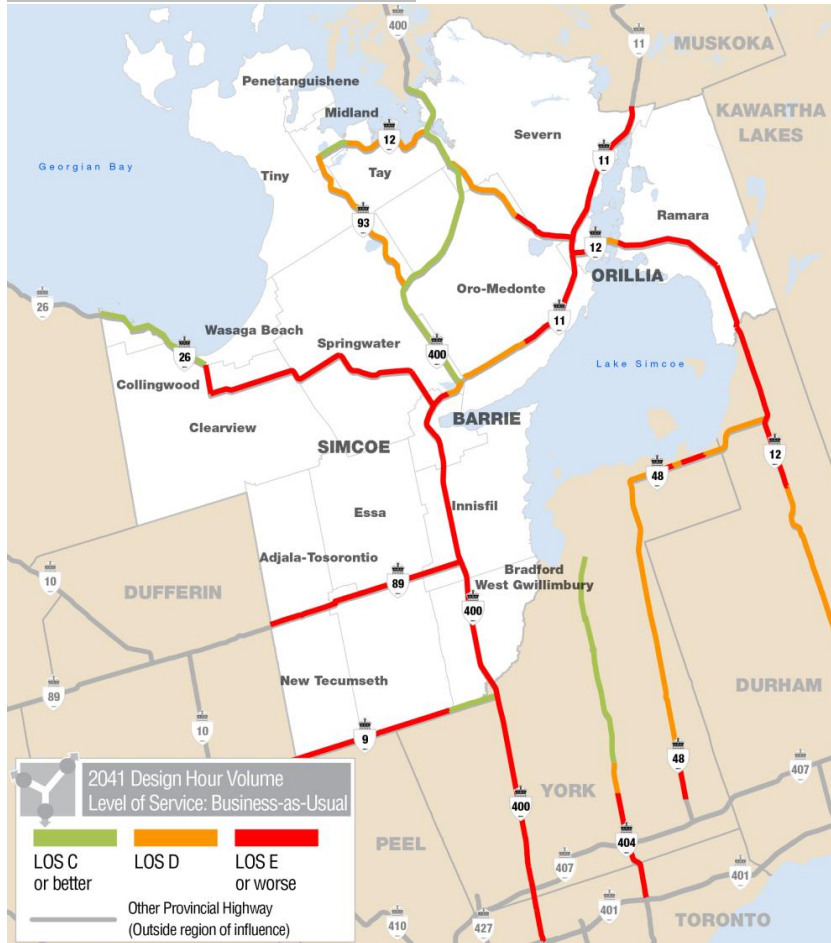 400
11
MUSKOKA
Penetanguishene
Midland
KAWARTHA
LAKES
12
Severn
11
Georgian Bay
Tiny
Tay
Ramara
93
12
ORILLIA
Oro-Medonte
26
11
Wasaga Beach
Springwater
400
26
Lake Simcoe
Collingwood
BARRIE
Clearview
SIMCOE
12
48
Innisfil
Essa
Adjala-Tosorontio
Bradford
West Gwillimbury
10
DUFFERIN
89
400
New Tecumseth
DURHAM
89
10
9
48
407
2041 Design Hour Volume
Level of Service: Business-as-Usual
YORK
400
LOS C
or better
LOS D
LOS E
or worse
PEEL
404
407
401
Other Provincial Highway
(Outside region of influence)
410
427
401
TORONTO